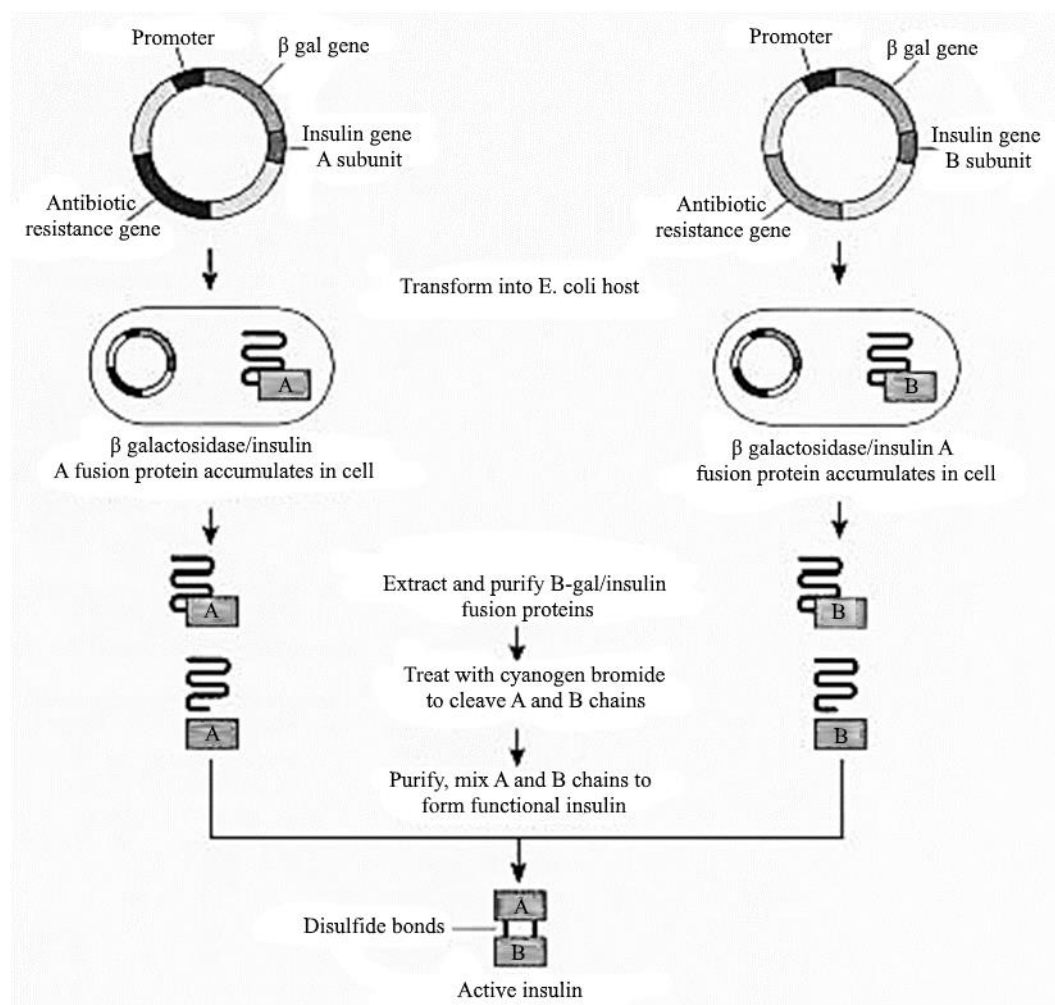 Promoter
β gal gene
Insulin gene
A subunit
Antibiotic
resistance gene
Promoter
β gal gene
Insulin gene
B subunit
Antibiotic
resistance gene
Transform into E. coli host
A
B
β galactosidase/insulin
A fusion protein accumulates in cell
β galactosidase/insulin A
fusion protein accumulates in cell
A
Extract and purify B-gal/insulin
fusion proteins
B
Treat with cyanogen bromide
to cleave A and B chains
A
B
Purify, mix A and B chains to
form functional insulin
A
Disulfide bonds
B
Active insulin